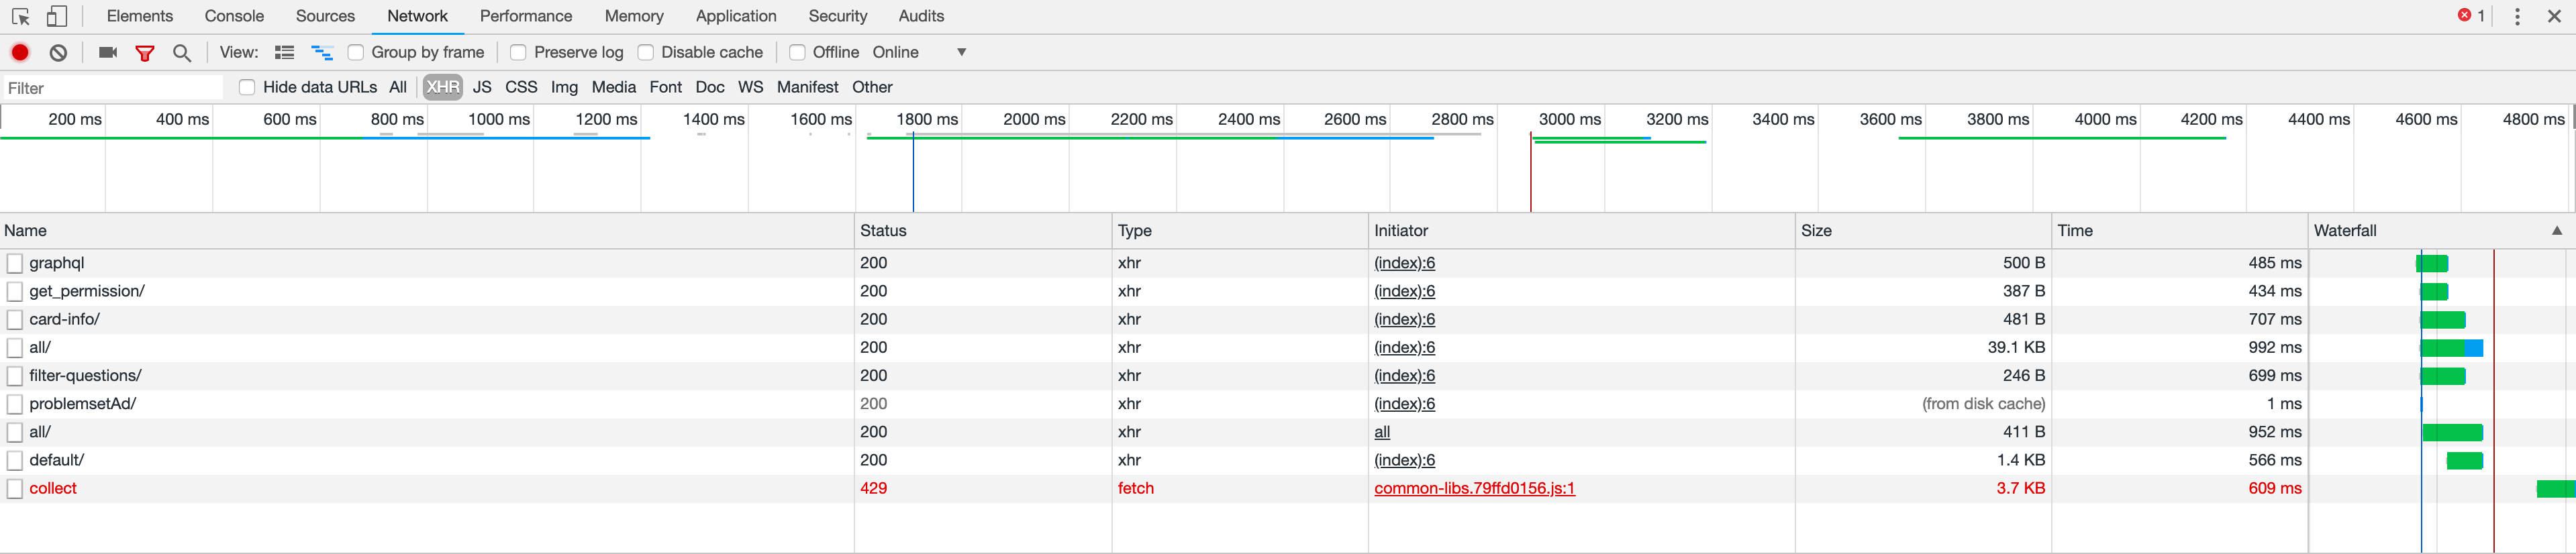 Elements Console Sources Network Performance Memory Application Security Audits 1
View: Group by frame Preserve log Disable cache Offline Online
Filter Hide data URLs All XHR JS CSS Img Media Font Doc WS Manifest Other
200 ms 400 ms 600 ms 800 ms 1000 ms 1200 ms 1400 ms 1600 ms 1800 ms 2000 ms 2200 ms 2400 ms 2600 ms 2800 ms 3000 ms 3200 ms 3400 ms 3600 ms 3800 ms 4000 ms 4200 ms 4400 ms 4600 ms 4800 ms
Name Status Type Initiator Size Time Waterfall
graphql 200 xhr (index):6 500 B 485 ms
get_permission/ 200 xhr (index):6 387 B 434 ms
card-info/ 200 xhr (index):6 481 B 707 ms
all/ 200 xhr (index):6 39.1 KB 992 ms
filter-questions/ 200 xhr (index):6 246 B 699 ms
problemsetAd/ 200 xhr (index):6 (from disk cache) 1 ms
all/ 200 xhr all 411 B 952 ms
default/ 200 xhr (index):6 1.4 KB 566 ms
collect 429 fetch common-libs.79ffd0156.js:1 3.7 KB 609 ms